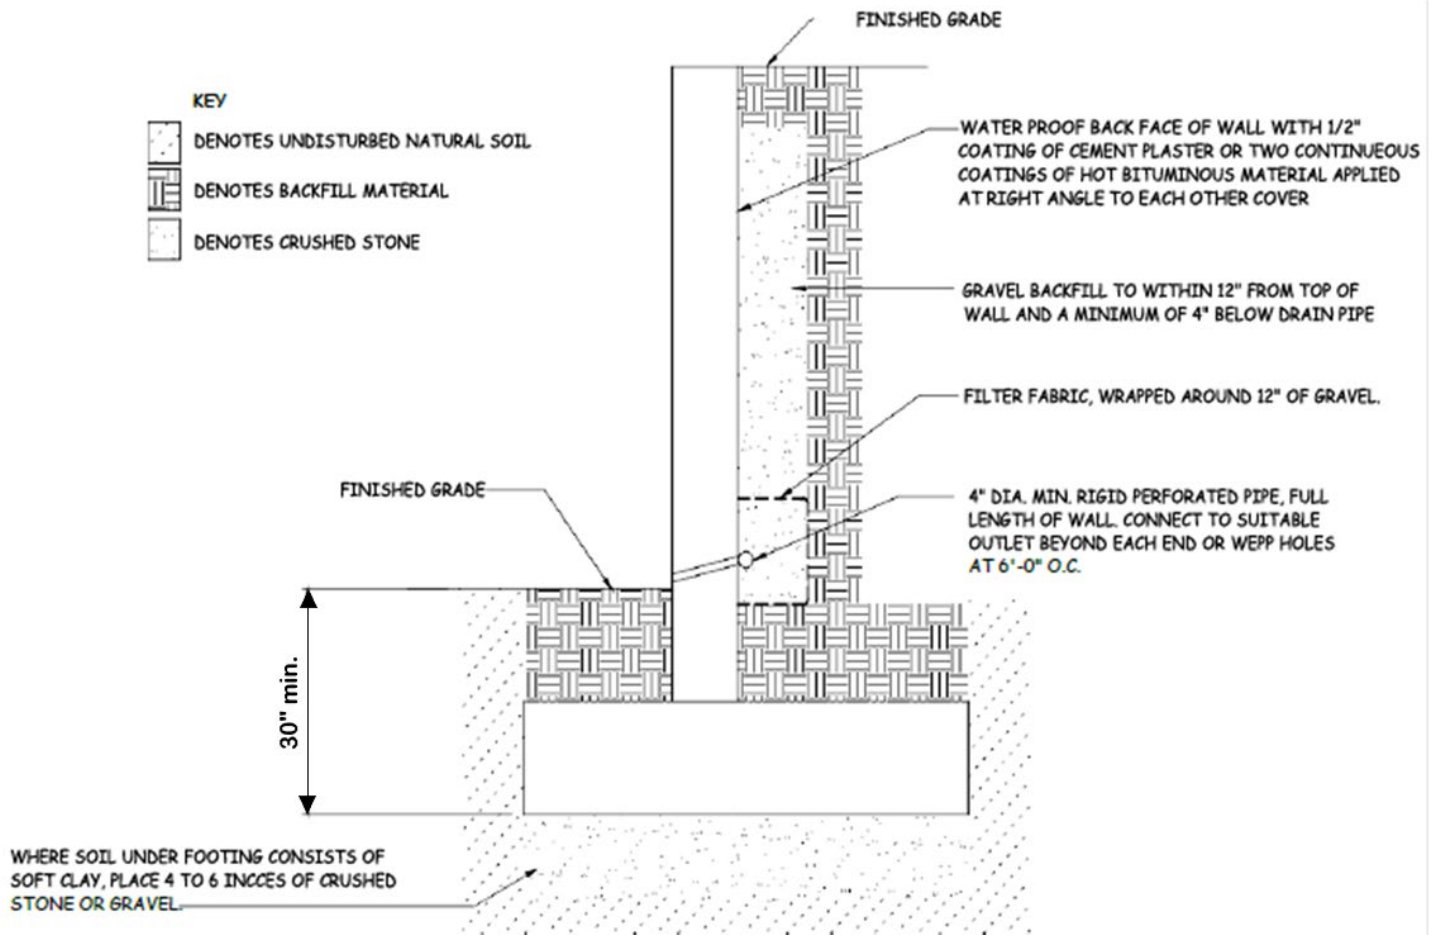 FINISHED GRADE
KEY
DENOTES UNDISTURBED NATURAL SOIL
DENOTES BACKFILL MATERIAL
DENOTES CRUSHED STONE
WATER PROOF BACK FACE OF WALL WITH 1/2"
COATING OF CEMENT PLASTER OR TWO CONTINUEOUS
COATINGS OF HOT BITUMINOUS MATERIAL APPLIED
AT RIGHT ANGLE TO EACH OTHER COVER
GRAVEL BACKFILL TO WITHIN 12" FROM TOP OF
WALL AND A MINIMUM OF 4" BELOW DRAIN PIPE
FILTER FABRIC, WRAPPED AROUND 12" OF GRAVEL.
FINISHED GRADE
4" DIA. MIN. RIGID PERFORATED PIPE, FULL
LENGTH OF WALL. CONNECT TO SUITABLE
OUTLET BEYOND EACH END OR WEPP HOLES
AT 6'-0" O.C.
30" min.
WHERE SOIL UNDER FOOTING CONSISTS OF
SOFT CLAY, PLACE 4 TO 6 INCCES OF CRUSHED
STONE OR GRAVEL.